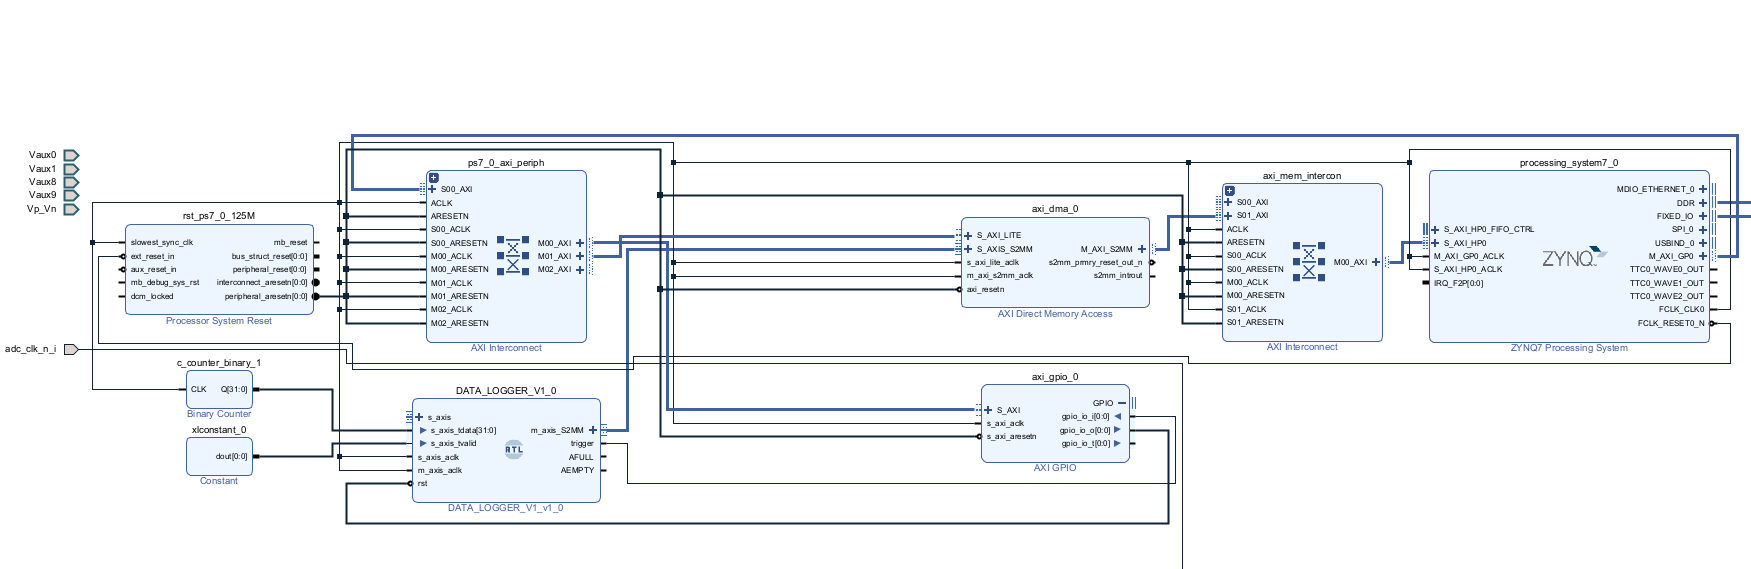 Vaux0
Vaux1
Vaux8
Vaux9
Vp_Vn
adc_clk_n_i
rst_ps7_0_125M
slowest_sync_clk
ext_reset_in
aux_reset_in
mb_debug_sys_rst
dcm_locked
mb_reset
bus_struct_reset[0:0]
peripheral_reset[0:0]
interconnect_aresetn[0:0]
peripheral_aresetn[0:0]
Processor System Reset
c_counter_binary_1
CLK
Q[31:0]
Binary Counter
xlconstant_0
dout[0:0]
Constant
ps7_0_axi_periph
S00_AXI
ACLK
ARESETN
S00_ACLK
S00_ARESETN
M00_ACLK
M00_ARESETN
M01_ACLK
M01_ARESETN
M02_ACLK
M02_ARESETN
M00_AXI
M01_AXI
M02_AXI
AXI Interconnect
DATA_LOGGER_V1_0
s_axis
s_axis_tdata[31:0]
s_axis_tvalid
s_axis_aclk
m_axis_aclk
rst
RTL
m_axis_S2MM
trigger
AFULL
AEMPTY
DATA_LOGGER_V1_v1_0
axi_dma_0
S_AXI_LITE
S_AXIS_S2MM
s_axi_lite_aclk
m_axi_s2mm_aclk
axi_resetn
M_AXI_S2MM
s2mm_prmry_reset_out_n
s2mm_introut
AXI Direct Memory Access
axi_gpio_0
S_AXI
s_axi_aclk
s_axi_aresetn
GPIO
gpio_io_i[0:0]
gpio_io_o[0:0]
gpio_io_t[0:0]
AXI GPIO
axi_mem_intercon
S00_AXI
S01_AXI
ACLK
ARESETN
S00_ACLK
S00_ARESETN
M00_ACLK
M00_ARESETN
S01_ACLK
S01_ARESETN
M00_AXI
AXI Interconnect
processing_system7_0
S_AXI_HP0_FIFO_CTRL
S_AXI_HP0
M_AXI_GP0_ACLK
S_AXI_HP0_ACLK
IRQ_F2P[0:0]
ZYNQ
MDIO_ETHERNET_0
DDR
FIXED_IO
SPI_0
USBIND_0
M_AXI_GP0
TTC0_WAVE0_OUT
TTC0_WAVE1_OUT
TTC0_WAVE2_OUT
FCLK_CLK0
FCLK_RESET0_N
ZYNQ7 Processing System